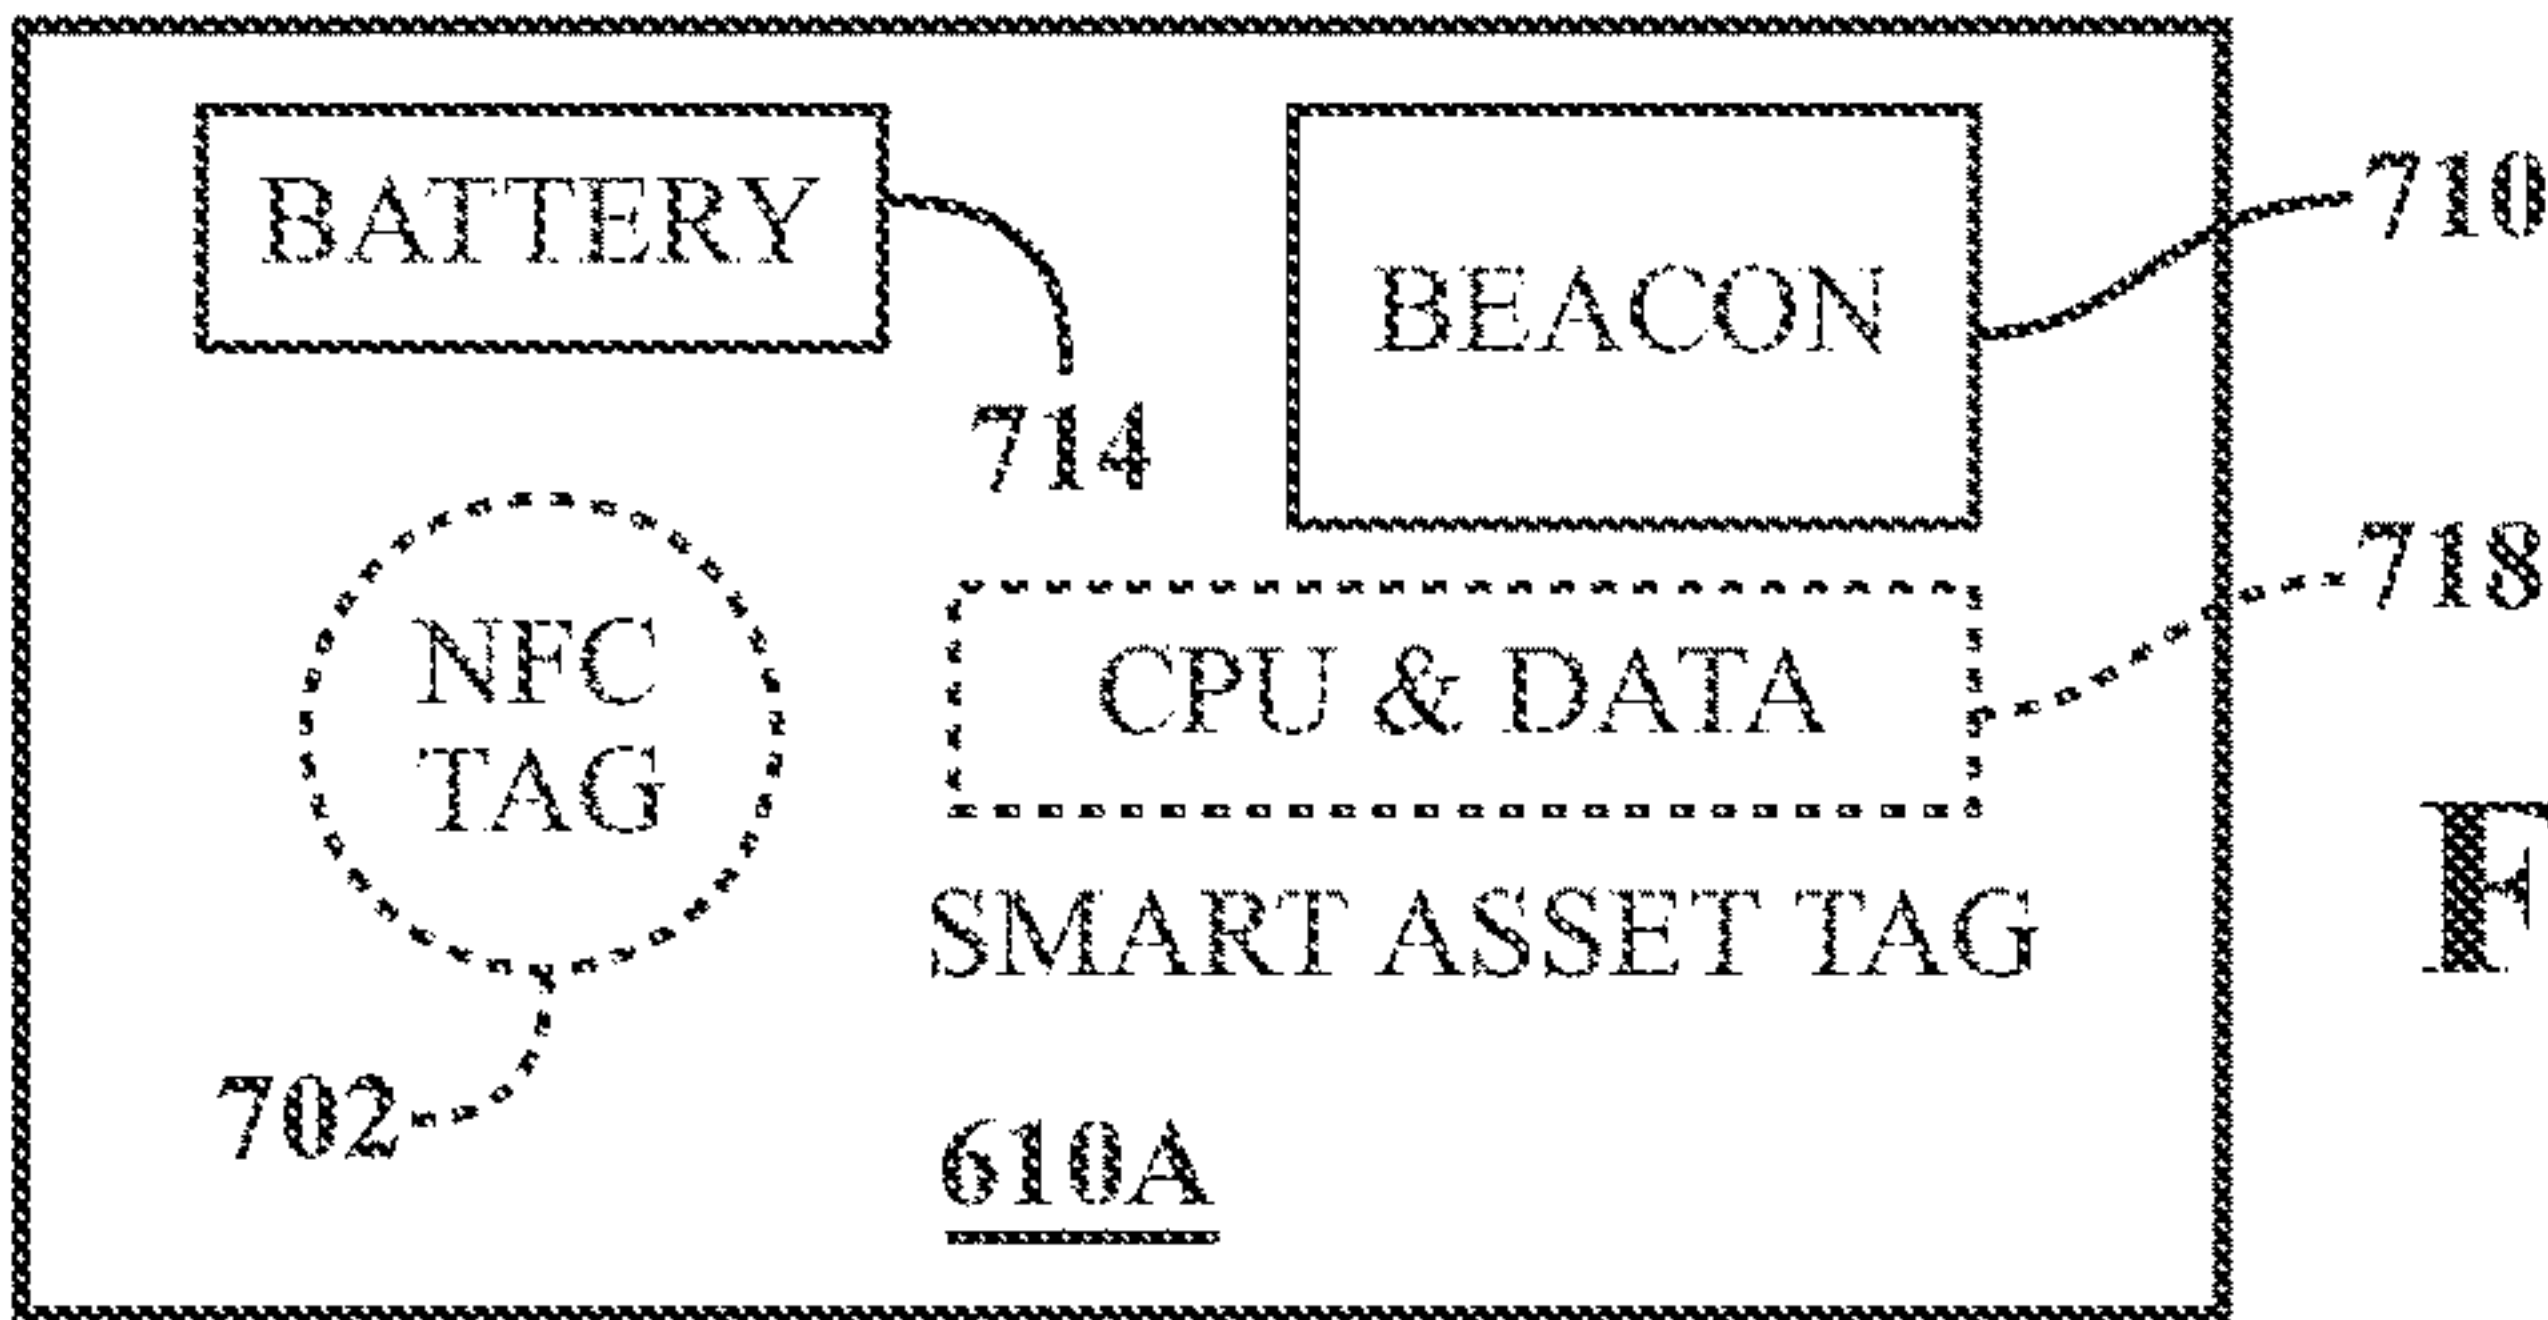 BATTERY
BEACON
710
714
718
NFC
TAG
CPU & DATA
SMART ASSET TAG
702
610A
F